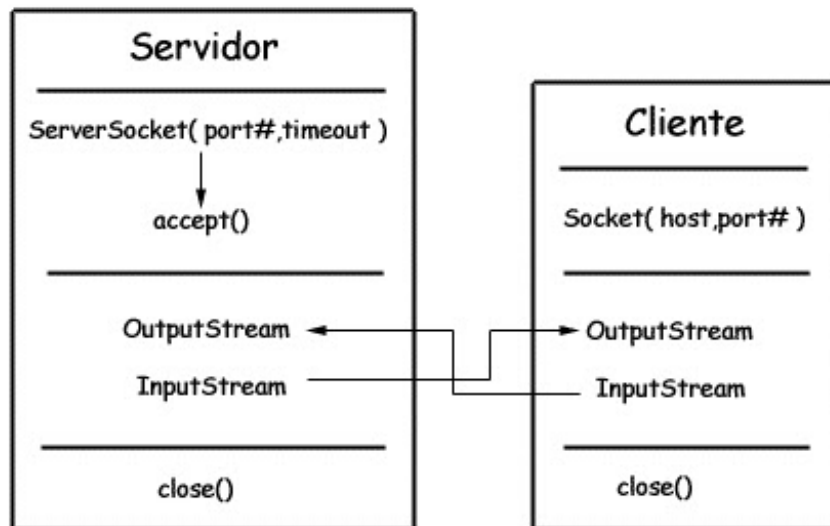 Servidor
ServerSocket( port#,timeout )
accept()
OutputStream
InputStream
close()
Cliente
Socket( host,port# )
OutputStream
InputStream
close()